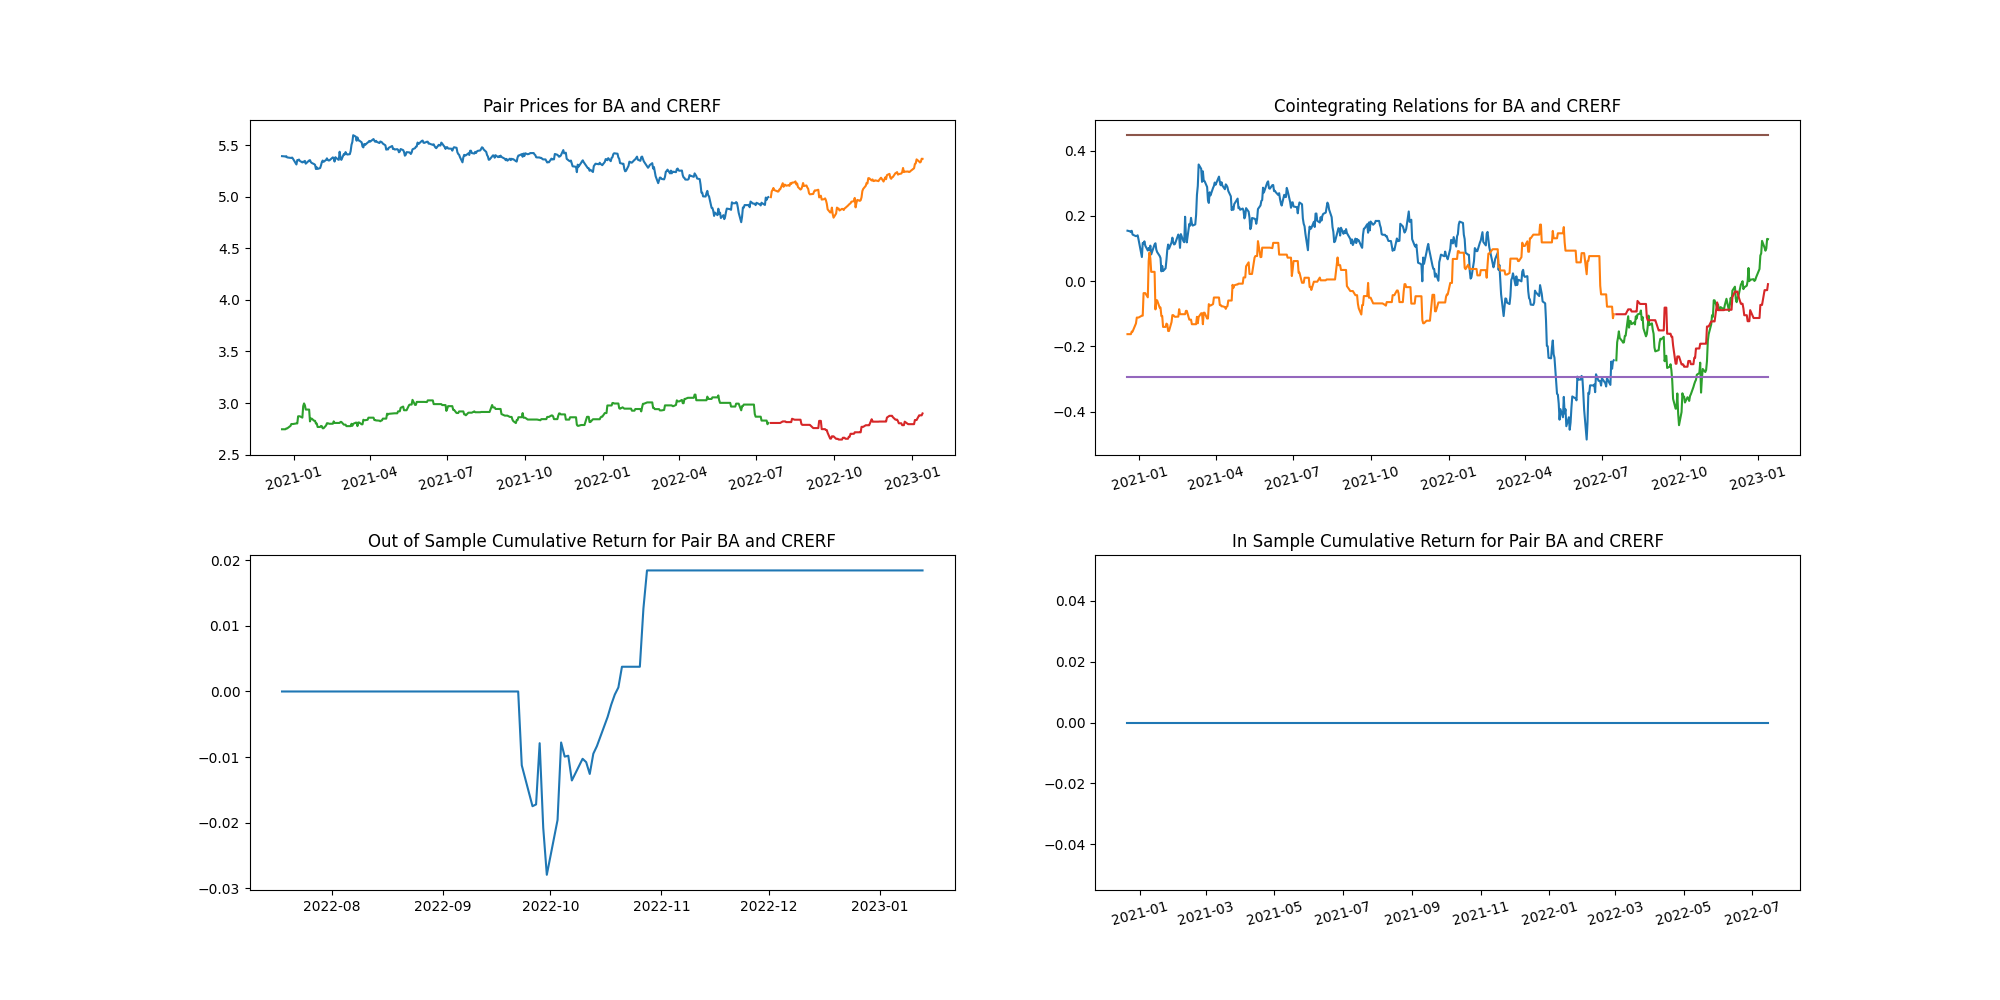 Pair Prices for BA and CRERF
5.5
5.0
4.5
4.0
3.5
3.0
2.5
2021-01 2021-04 2021-07 2021-10 2022-01 2022-04 2022-07 2022-10 2023-01
Cointegrating Relations for BA and CRERF
0.4
0.2
0.0
−0.2
−0.4
2021-01 2021-04 2021-07 2021-10 2022-01 2022-04 2022-07 2022-10 2023-01
Out of Sample Cumulative Return for Pair BA and CRERF
0.02
0.01
0.00
−0.01
−0.02
−0.03
2022-08 2022-09 2022-10 2022-11 2022-12 2023-01
In Sample Cumulative Return for Pair BA and CRERF
0.04
0.02
0.00
−0.02
−0.04
2021-01 2021-03 2021-05 2021-07 2021-09 2021-11 2022-01 2022-03 2022-05 2022-07